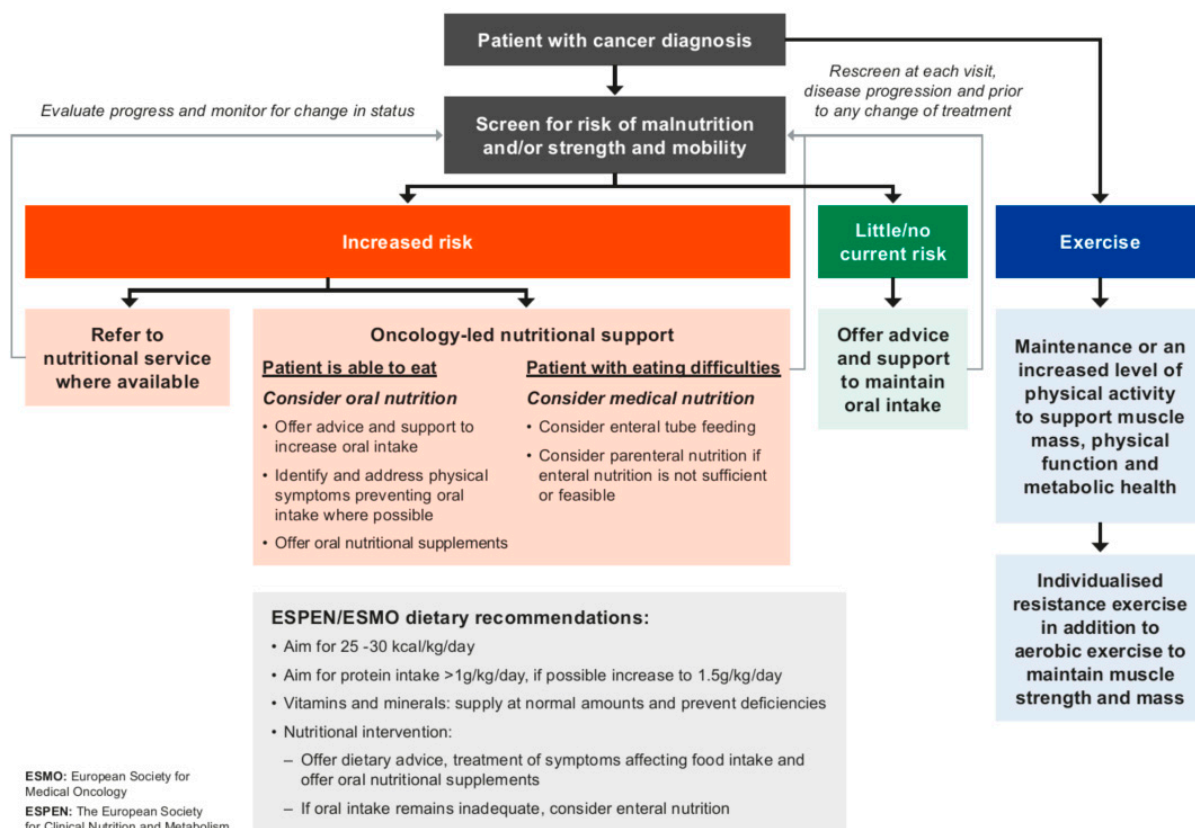 Patient with cancer diagnosis
Evaluate progress and monitor for change in status
Rescreen at each visit,
disease progression and prior
to any change of treatment
Screen for risk of malnutrition
and/or strength and mobility
Increased risk
Little/no
current risk
Exercise
Refer to
nutritional service
where available
Oncology-led nutritional support
Patient is able to eat
Consider oral nutrition
• Offer advice and support to
increase oral intake
• Identify and address physical
symptoms preventing oral
intake where possible
• Offer oral nutritional supplements
Patient with eating difficulties
Consider medical nutrition
• Consider enteral tube feeding
• Consider parenteral nutrition if
enteral nutrition is not sufficient
or feasible
Offer advice
and support
to maintain
oral intake
Maintenance or an
increased level of
physical activity
to support muscle
mass, physical
function and
metabolic health
Individualised
resistance exercise
in addition to
aerobic exercise to
maintain muscle
strength and mass
ESPEN/ESMO dietary recommendations:
• Aim for 25 -30 kcal/kg/day
• Aim for protein intake >1g/kg/day, if possible increase to 1.5g/kg/day
• Vitamins and minerals: supply at normal amounts and prevent deficiencies
• Nutritional intervention:
– Offer dietary advice, treatment of symptoms affecting food intake and
offer oral nutritional supplements
– If oral intake remains inadequate, consider enteral nutrition
ESMO: European Society for
Medical Oncology
ESPEN: The European Society
for Clinical Nutrition and Metabolism